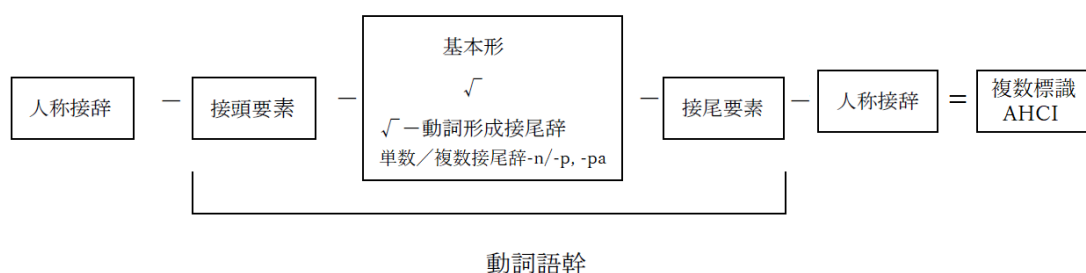 人称接辞 － 接頭要素 － 基本形 － 接尾要素 － 人称接辞 = 複数標識
AHCI
√
√－動詞形成接尾辞
単数／複数接尾辞-n/-p, -pa
動詞語幹